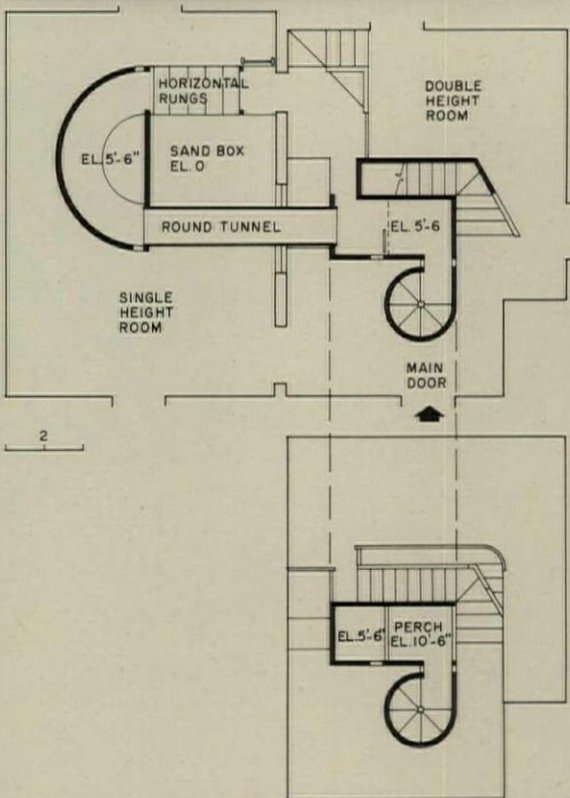 HORIZONTAL
RUNGS
DOUBLE
HEIGHT
ROOM
EL. 5'-6"
SAND BOX
EL. 0
ROUND TUNNEL
EL. 5'-6
SINGLE
HEIGHT
ROOM
MAIN
DOOR
2
EL. 5'-6"
PERCH
EL. 10'-6"